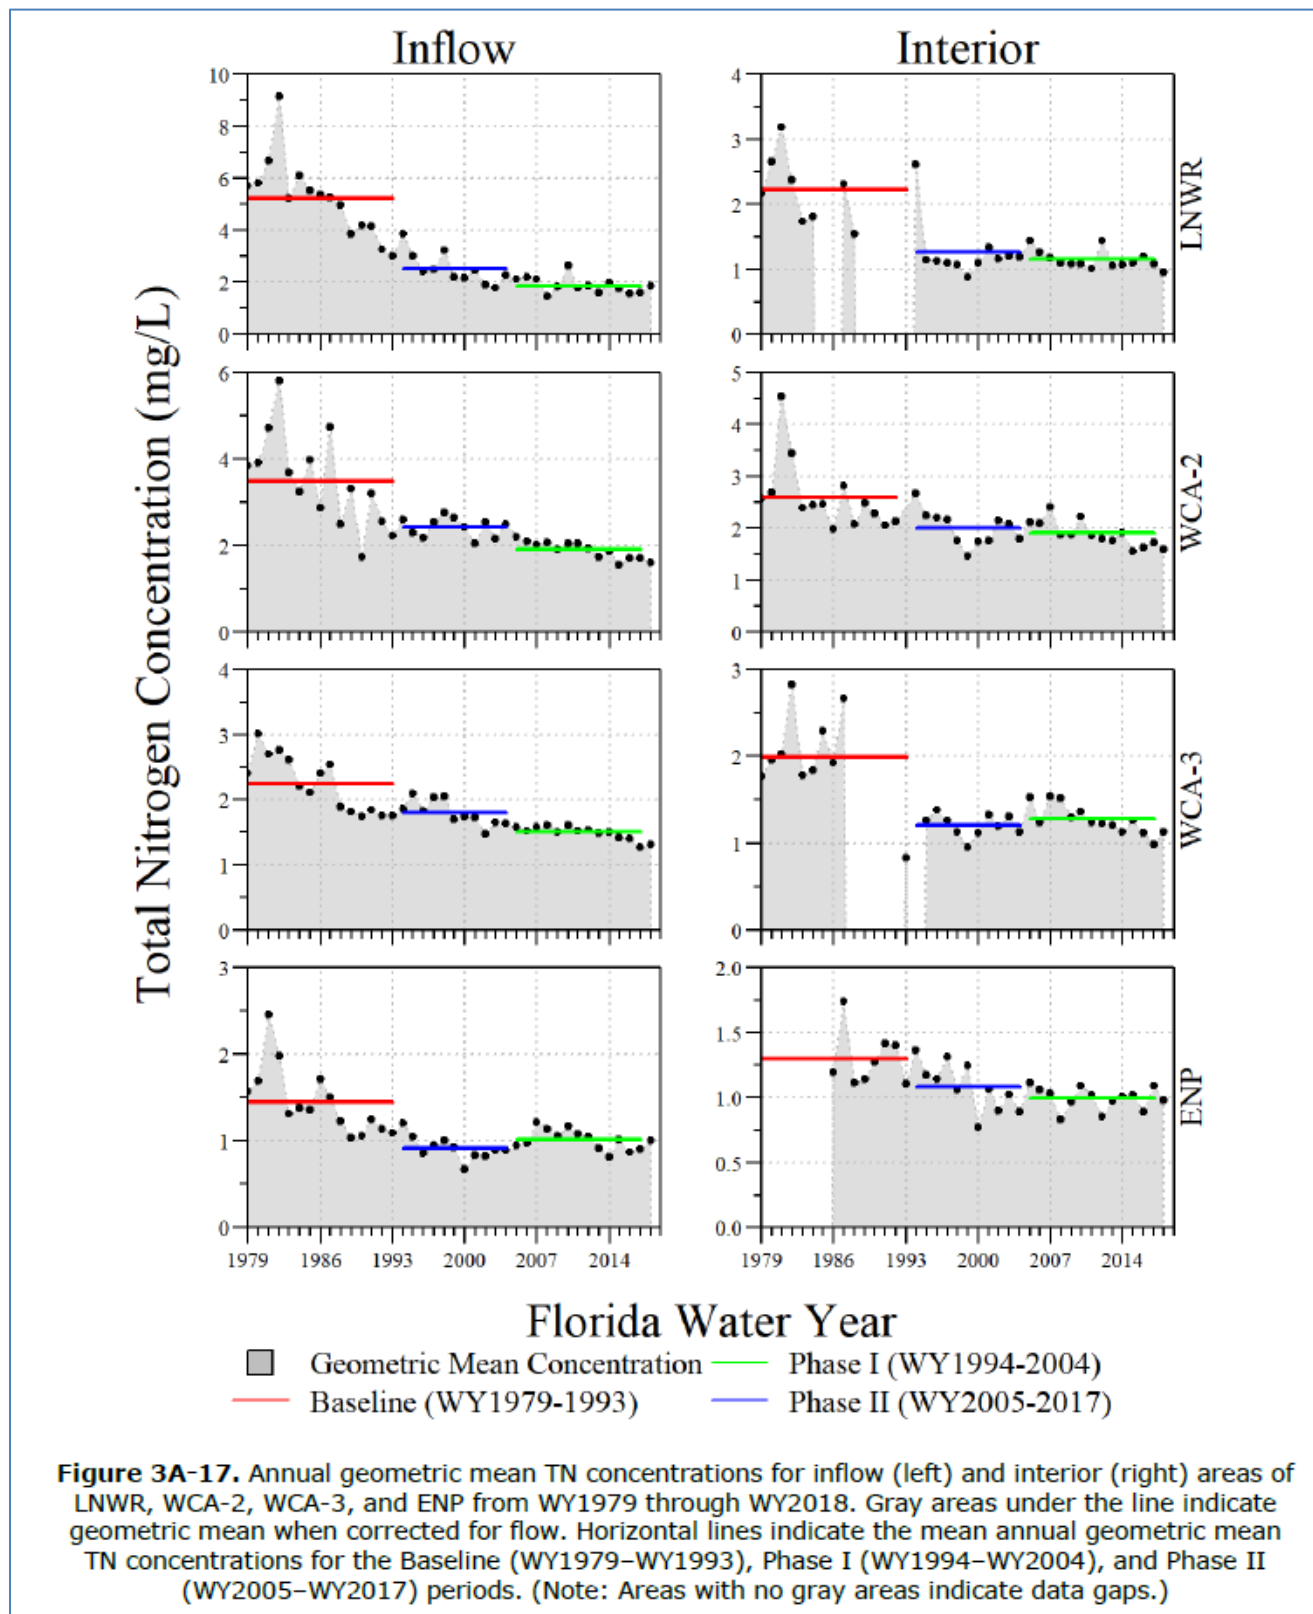 Inflow
Interior
Total Nitrogen Concentration (mg/L)
10
8
6
4
2
0
4
3
2
1
0
LNWR
6
5
4
3
2
1
0
5
4
3
2
1
0
WCA-2
4
3
2
1
0
3
2
1
0
WCA-3
3
2
1
0
2.0
1.5
1.0
0.5
0.0
ENP
1979 1986 1993 2000 2007 2014
1979 1986 1993 2000 2007 2014
Florida Water Year
Geometric Mean Concentration
Phase I (WY1994-2004)
Baseline (WY1979-1993)
Phase II (WY2005-2017)
Figure 3A-17. Annual geometric mean TN concentrations for inflow (left) and interior (right) areas of
LNWR, WCA-2, WCA-3, and ENP from WY1979 through WY2018. Gray areas under the line indicate
geometric mean when corrected for flow. Horizontal lines indicate the mean annual geometric mean
TN concentrations for the Baseline (WY1979–WY1993), Phase I (WY1994–WY2004), and Phase II
(WY2005–WY2017) periods. (Note: Areas with no gray areas indicate data gaps.)